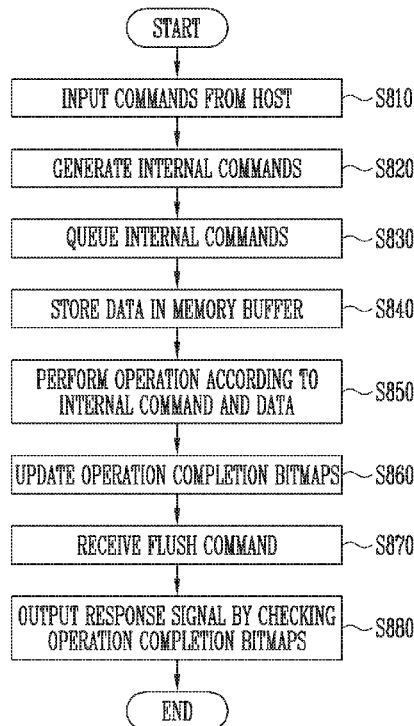 START
INPUT COMMANDS FROM HOST
S810
GENERATE INTERNAL COMMANDS
S820
QUEUE INTERNAL COMMANDS
S830
STORE DATA IN MEMORY BUFFER
S840
PERFORM OPERATION ACCORDING TO
INTERNAL COMMAND AND DATA
S850
UPDATE OPERATION COMPLETION BITMAPS
S860
RECEIVE FLUSH COMMAND
S870
OUTPUT RESPONSE SIGNAL BY CHECKING
OPERATION COMPLETION BITMAPS
S880
END